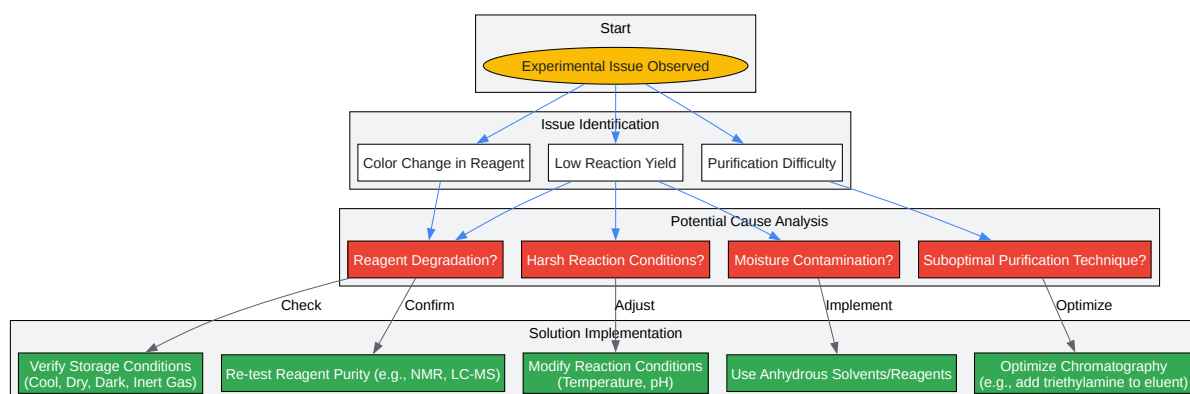 Start
Experimental Issue Observed
Issue Identification
Color Change in Reagent
Low Reaction Yield
Purification Difficulty
Potential Cause Analysis
Reagent Degradation?
Harsh Reaction Conditions?
Moisture Contamination?
Suboptimal Purification Technique?
Check
Confirm
Adjust
Implement
Optimize
Solution Implementation
Verify Storage Conditions
(Cool, Dry, Dark, Inert Gas)
Re-test Reagent Purity (e.g., NMR, LC-MS)
Modify Reaction Conditions
(Temperature, pH)
Use Anhydrous Solvents/Reagents
Optimize Chromatography
(e.g., add triethylamine to eluent)